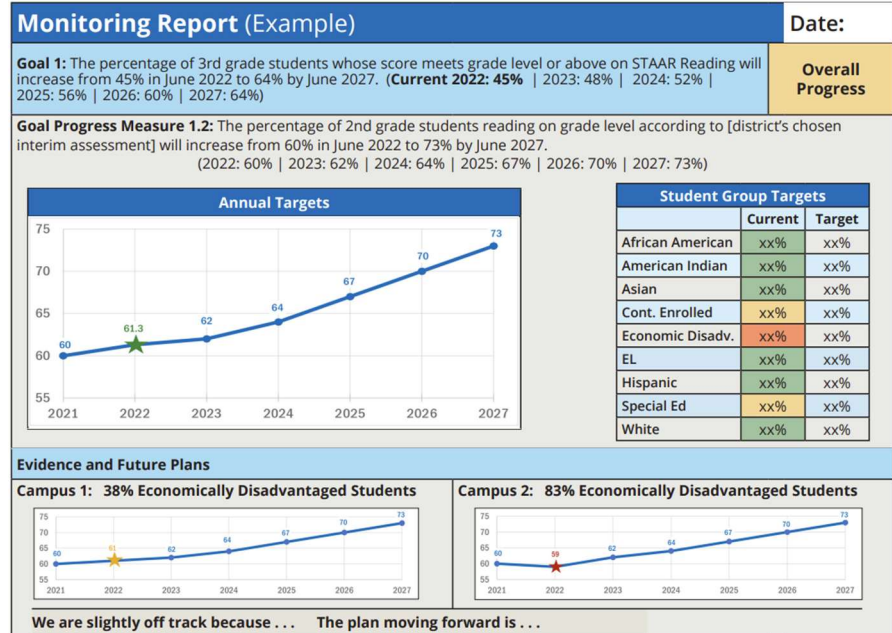 Monitoring Report (Example)
Date:
Goal 1: The percentage of 3rd grade students whose score meets grade level or above on STAAR Reading will
increase from 45% in June 2022 to 64% by June 2027. (Current 2022: 45% | 2023: 48% | 2024: 52% |
2025: 56% | 2026: 60% | 2027: 64%)
Overall
Progress
Goal Progress Measure 1.2: The percentage of 2nd grade students reading on grade level according to [district's chosen
interim assessment] will increase from 60% in June 2022 to 73% by June 2027.
(2022: 60% | 2023: 62% | 2024: 64% | 2025: 67% | 2026: 70% | 2027: 73%)
Annual Targets
75
70
65
60
55
60
61.3
62
64
67
70
73
2021 2022 2023 2024 2025 2026 2027
Student Group Targets
Current Target
African American xx% xx%
American Indian xx% xx%
Asian xx% xx%
Cont. Enrolled xx% xx%
Economic Disadv. xx% xx%
EL xx% xx%
Hispanic xx% xx%
Special Ed xx% xx%
White xx% xx%
Evidence and Future Plans
Campus 1: 38% Economically Disadvantaged Students
75
70
65
60
55
60
61
62
64
67
70
73
2021 2022 2023 2024 2025 2026 2027
Campus 2: 83% Economically Disadvantaged Students
75
70
65
60
55
60
59
62
64
67
70
73
2021 2022 2023 2024 2025 2026 2027
We are slightly off track because . . . The plan moving forward is . . .